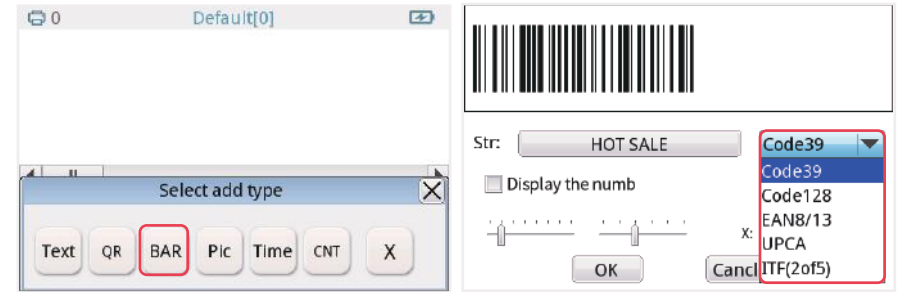 0 Default[0]
Select add type
Text QR BAR Pic Time CNT X
Str: HOT SALE Code39
Display the numb
Code39
Code128
EAN8/13
X:
UPCA
ITF(2of5)
OK Cancl